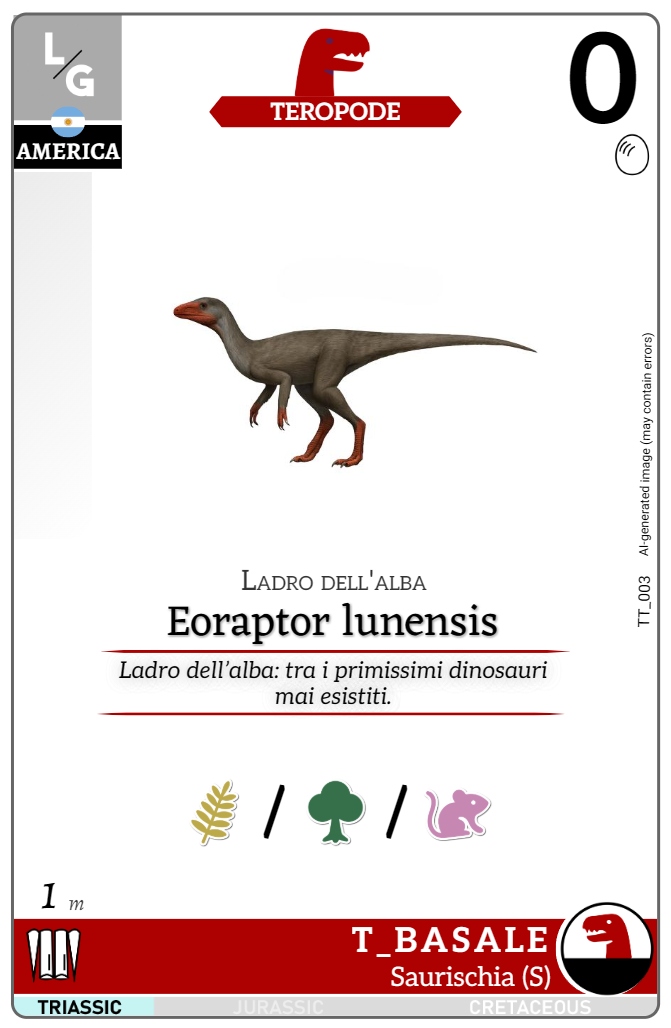 L/G
TEROPODE
0
AMERICA
AI-generated image (may contain errors)
TT_003
Ladro dell'alba
Eoraptor lunensis
Ladro dell’alba: tra i primissimi dinosauri
mai esistiti.
/ /
1 m
T_BASALE
Saurischia (S)
TRIASSIC JURASSIC CRETACEOUS